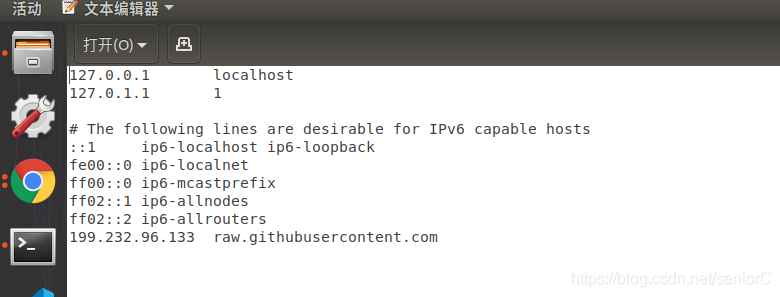 活动 文本编辑器
打开(O)
127.0.0.1 localhost
127.0.1.1 1
# The following lines are desirable for IPv6 capable hosts
::1 ip6-localhost ip6-loopback
fe00::0 ip6-localnet
ff00::0 ip6-mcastprefix
ff02::1 ip6-allnodes
ff02::2 ip6-allrouters
199.232.96.133 raw.githubusercontent.com
https://blog.csdn.net/seniorC